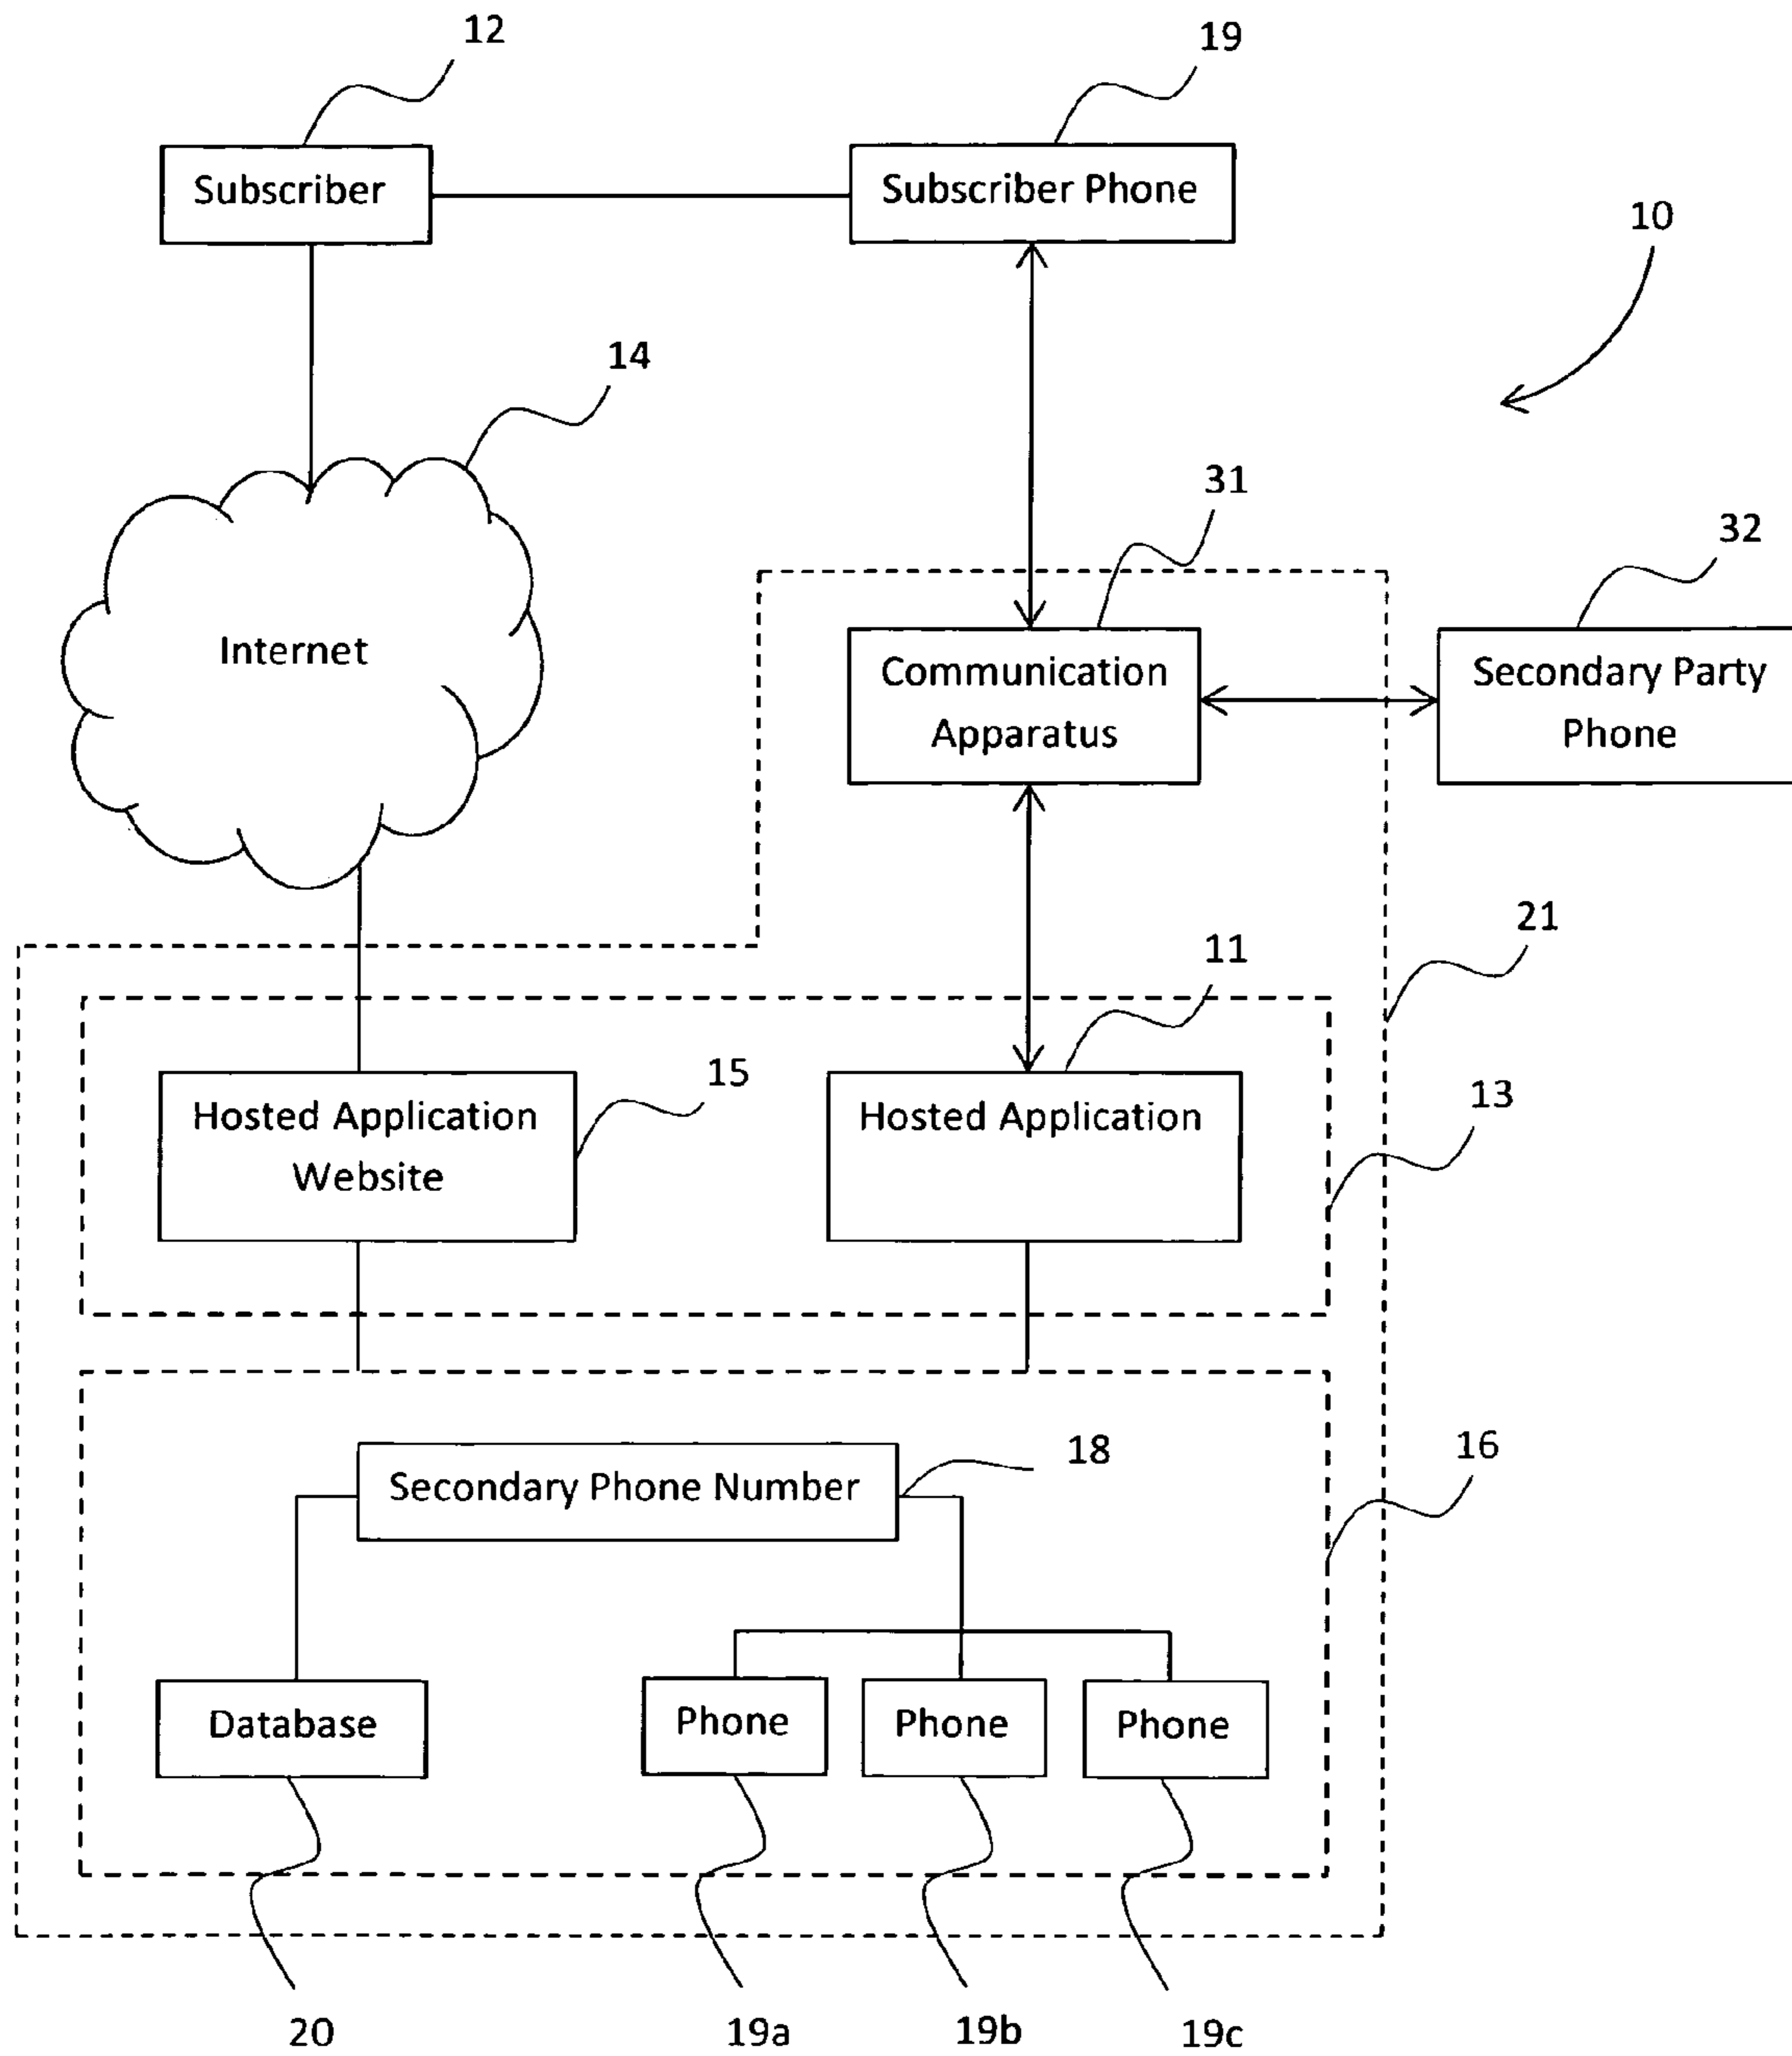 12
19
Subscriber
Subscriber Phone
10
14
31
32
Internet
Communication
Apparatus
Secondary Party
Phone
21
11
15
13
Hosted Application
Website
Hosted Application
18
16
Secondary Phone Number
Database
Phone
Phone
Phone
20
19a
19b
19c